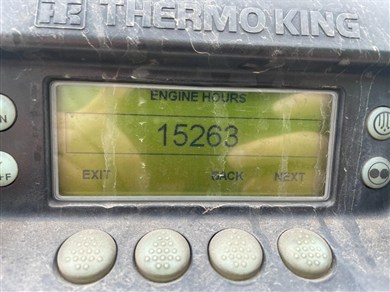 THERMO KING
ENGINE HOURS
15263
EXIT BACK NEXT